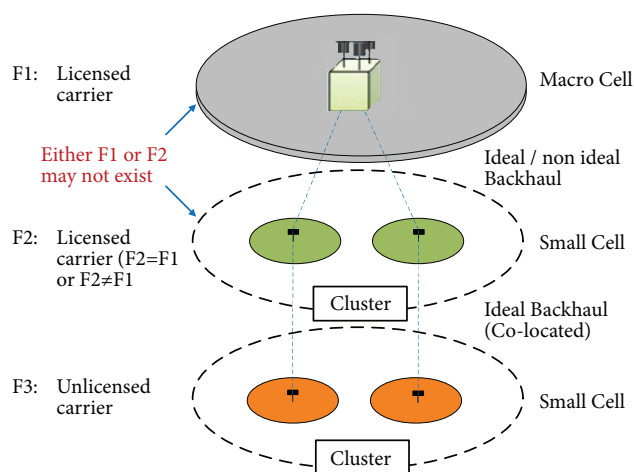 F1: Licensed
carrier
Macro Cell
Either F1 or F2
may not exist
Ideal / non ideal
Backhaul
F2: Licensed
carrier (F2=F1
or F2≠F1
Small Cell
Cluster
Ideal Backhaul
(Co-located)
F3: Unlicensed
carrier
Small Cell
Cluster